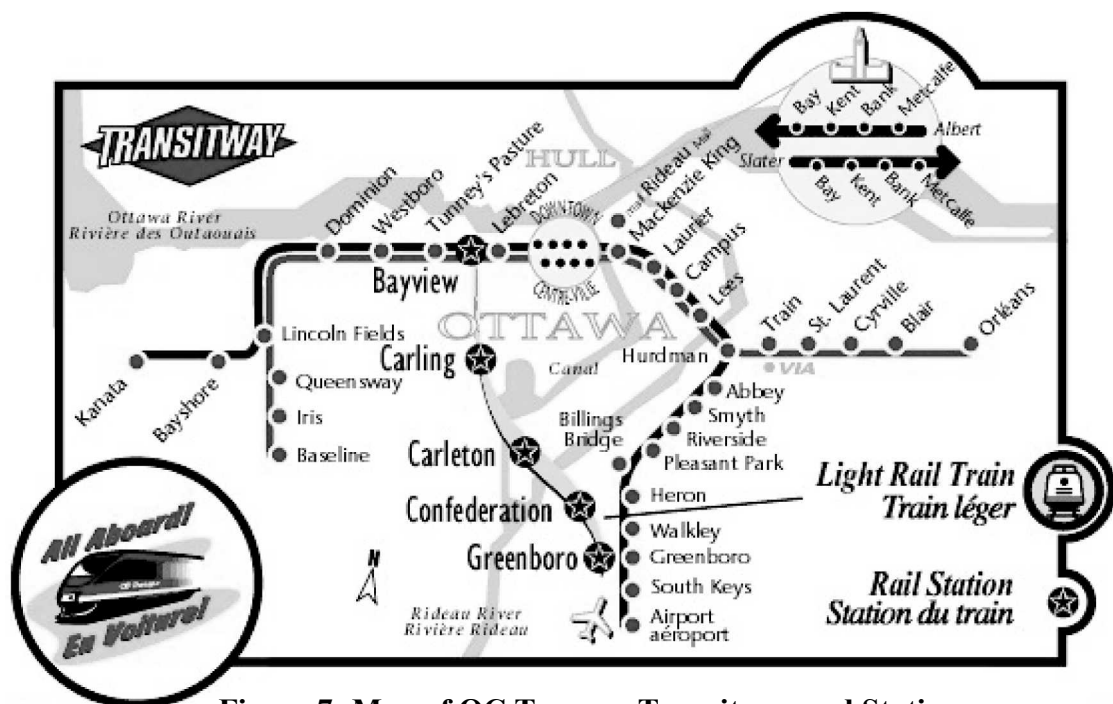 TRANSITWAY
Ottawa River
Rivière des Outaouais
HULL
OTTAWA
DOWNTOWN
CENTRE-VILLE
Bay
Kent
Bank
Metcalfe
Albert
Slater
Bay
Kent
Bank
Metcalfe
Dominion
Westboro
Tunney's Pasture
Lebreton
Rideau
Mackenzie King
Laurier
Campus
Lees
Bayview
Lincoln Fields
Kanata
Bayshore
Queensway
Iris
Baseline
Carling
Canal
Hurdman
Train
St. Laurent
Cyrville
Blair
Orléans
VIA
Abbey
Smyth
Riverside
Pleasant Park
Billings
Bridge
Carleton
Confederation
Greenboro
Heron
Walkley
Greenboro
South Keys
Airport
aéroport
Light Rail Train
Train léger
Rail Station
Station du train
N
Rideau River
Rivière Rideau
All Aboard!
En Voiture!